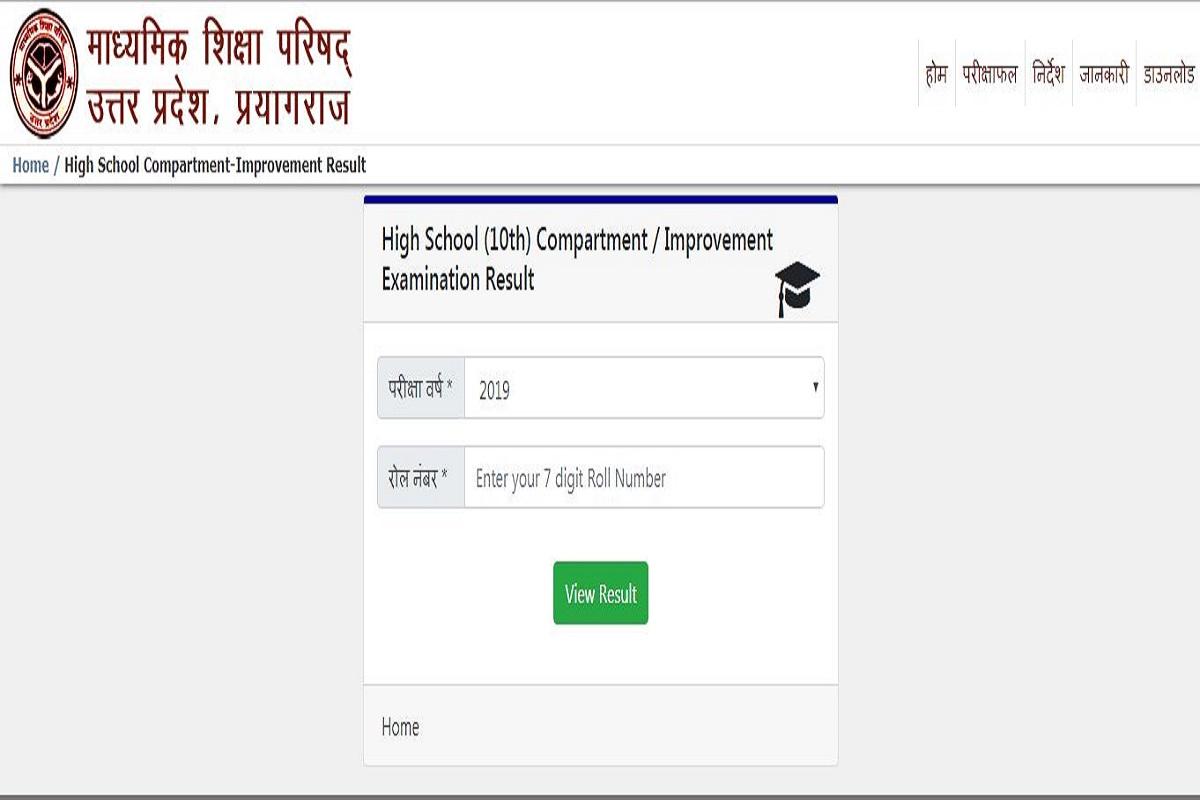 माध्यमिक शिक्षा परिषद्
उत्तर प्रदेश, प्रयागराज
होम परीक्षाफल निर्देश जानकारी डाउनलोड
Home / High School Compartment-Improvement Result
High School (10th) Compartment / Improvement
Examination Result
परीक्षा वर्ष * 2019
रोल नंबर * Enter your 7 digit Roll Number
View Result
Home